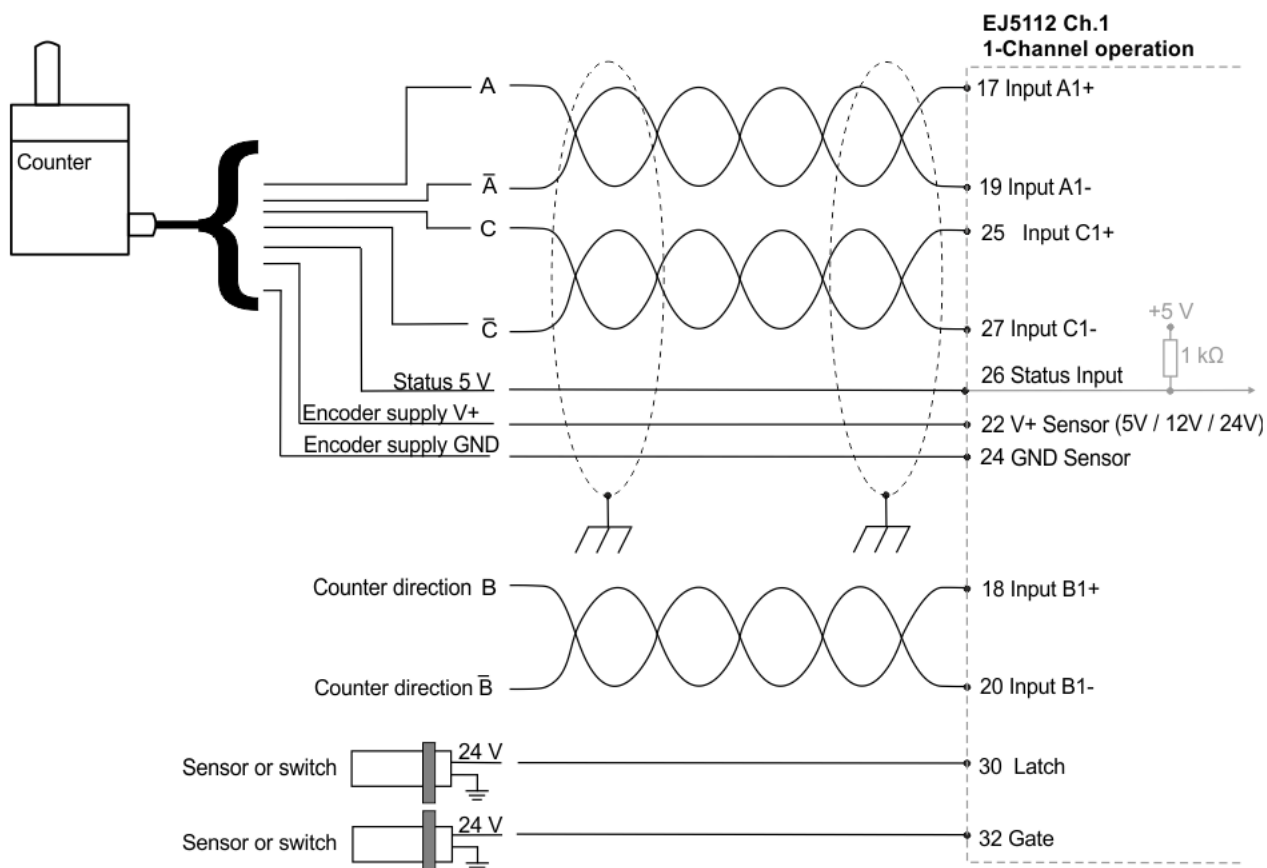 EJ5112 Ch.1
1-Channel operation
Counter
A
17 Input A1+
A̅
19 Input A1-
C
25 Input C1+
C̅
27 Input C1-
+5 V
1 kΩ
Status 5 V
26 Status Input
Encoder supply V+
22 V+ Sensor (5V / 12V / 24V)
Encoder supply GND
24 GND Sensor
Counter direction B
18 Input B1+
Counter direction B̅
20 Input B1-
Sensor or switch
24 V
30 Latch
Sensor or switch
24 V
32 Gate